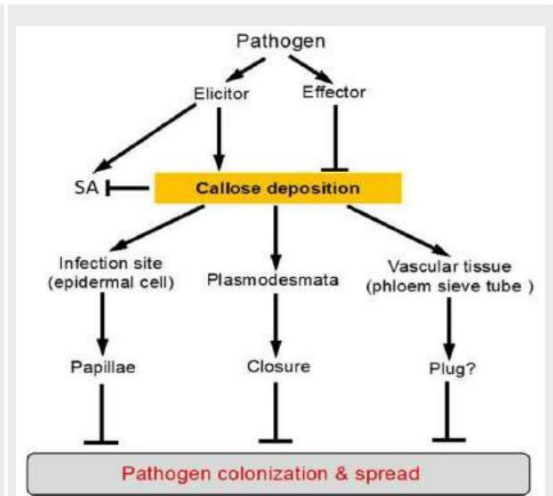 Pathogen
Elicitor
Effector
SA
Callose deposition
Infection site
(epidermal cell)
Plasmodesmata
Vascular tissue
(phloem sieve tube )
Papillae
Closure
Plug?
Pathogen colonization & spread